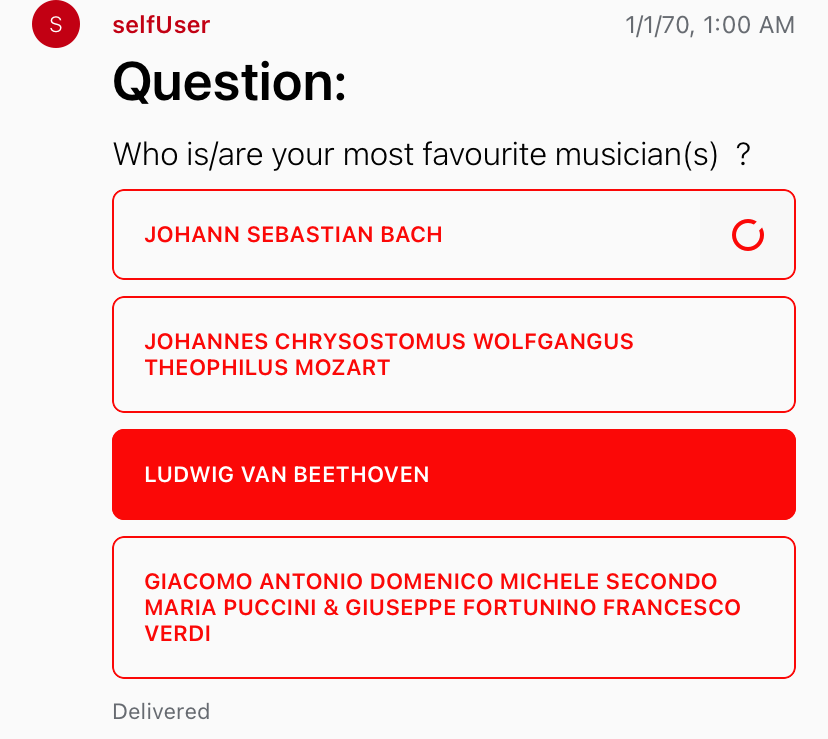 S
selfUser 1/1/70, 1:00 AM
Question:
Who is/are your most favourite musician(s)  ?
JOHANN SEBASTIAN BACH
JOHANNES CHRYSOSTOMUS WOLFGANGUS
THEOPHILUS MOZART
LUDWIG VAN BEETHOVEN
GIACOMO ANTONIO DOMENICO MICHELE SECONDO
MARIA PUCCINI & GIUSEPPE FORTUNINO FRANCESCO
VERDI
Delivered